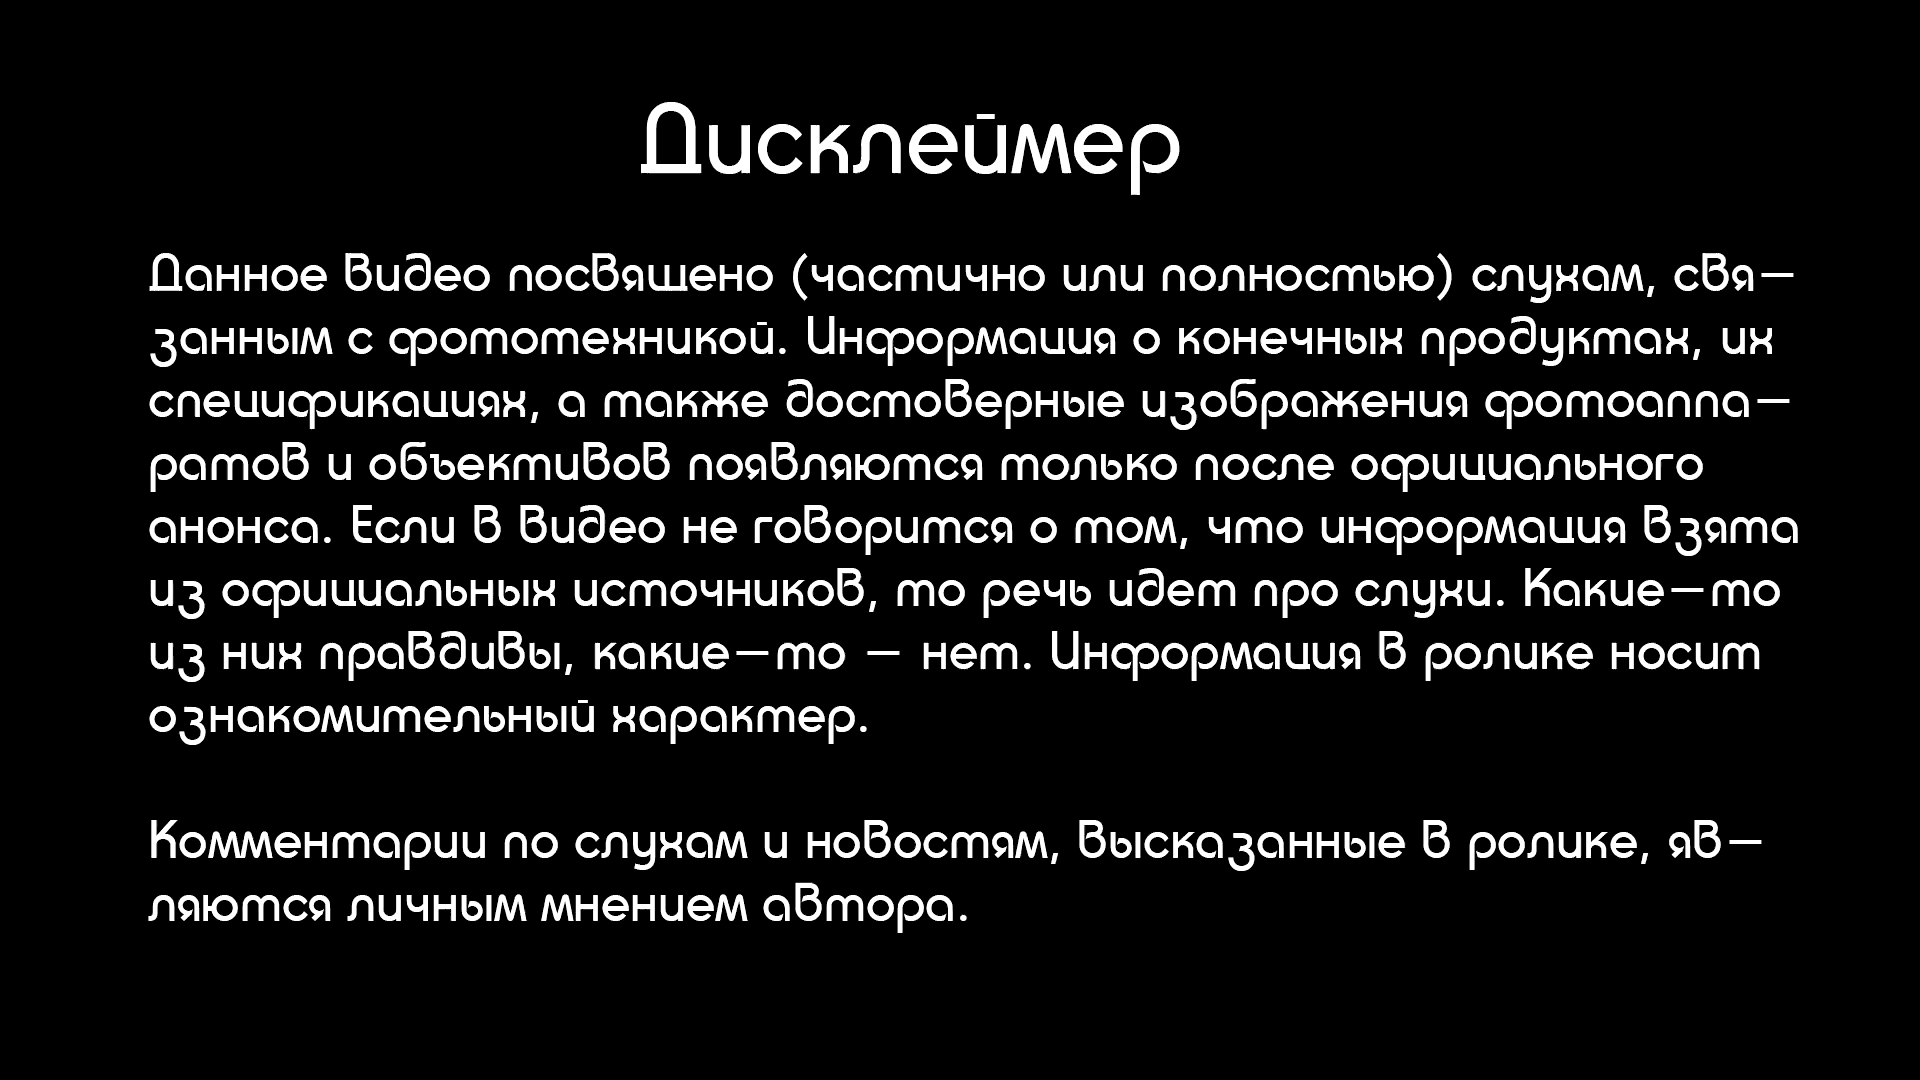 Дисклеймер
Данное видео посвящено (частично или полностью) слухам, свя-
занным с фототехникой. Информация о конечных продуктах, их
спецификациях, а также достоверные изображения фотоаппа-
ратов и объективов появляются только после официального
анонса. Если в видео не говорится о том, что информация взята
из официальных источников, то речь идет про слухи. Какие-то
из них правдивы, какие-то - нет. Информация в ролике носит
ознакомительный характер.
Комментарии по слухам и новостям, высказанные в ролике, яв-
ляются личным мнением автора.